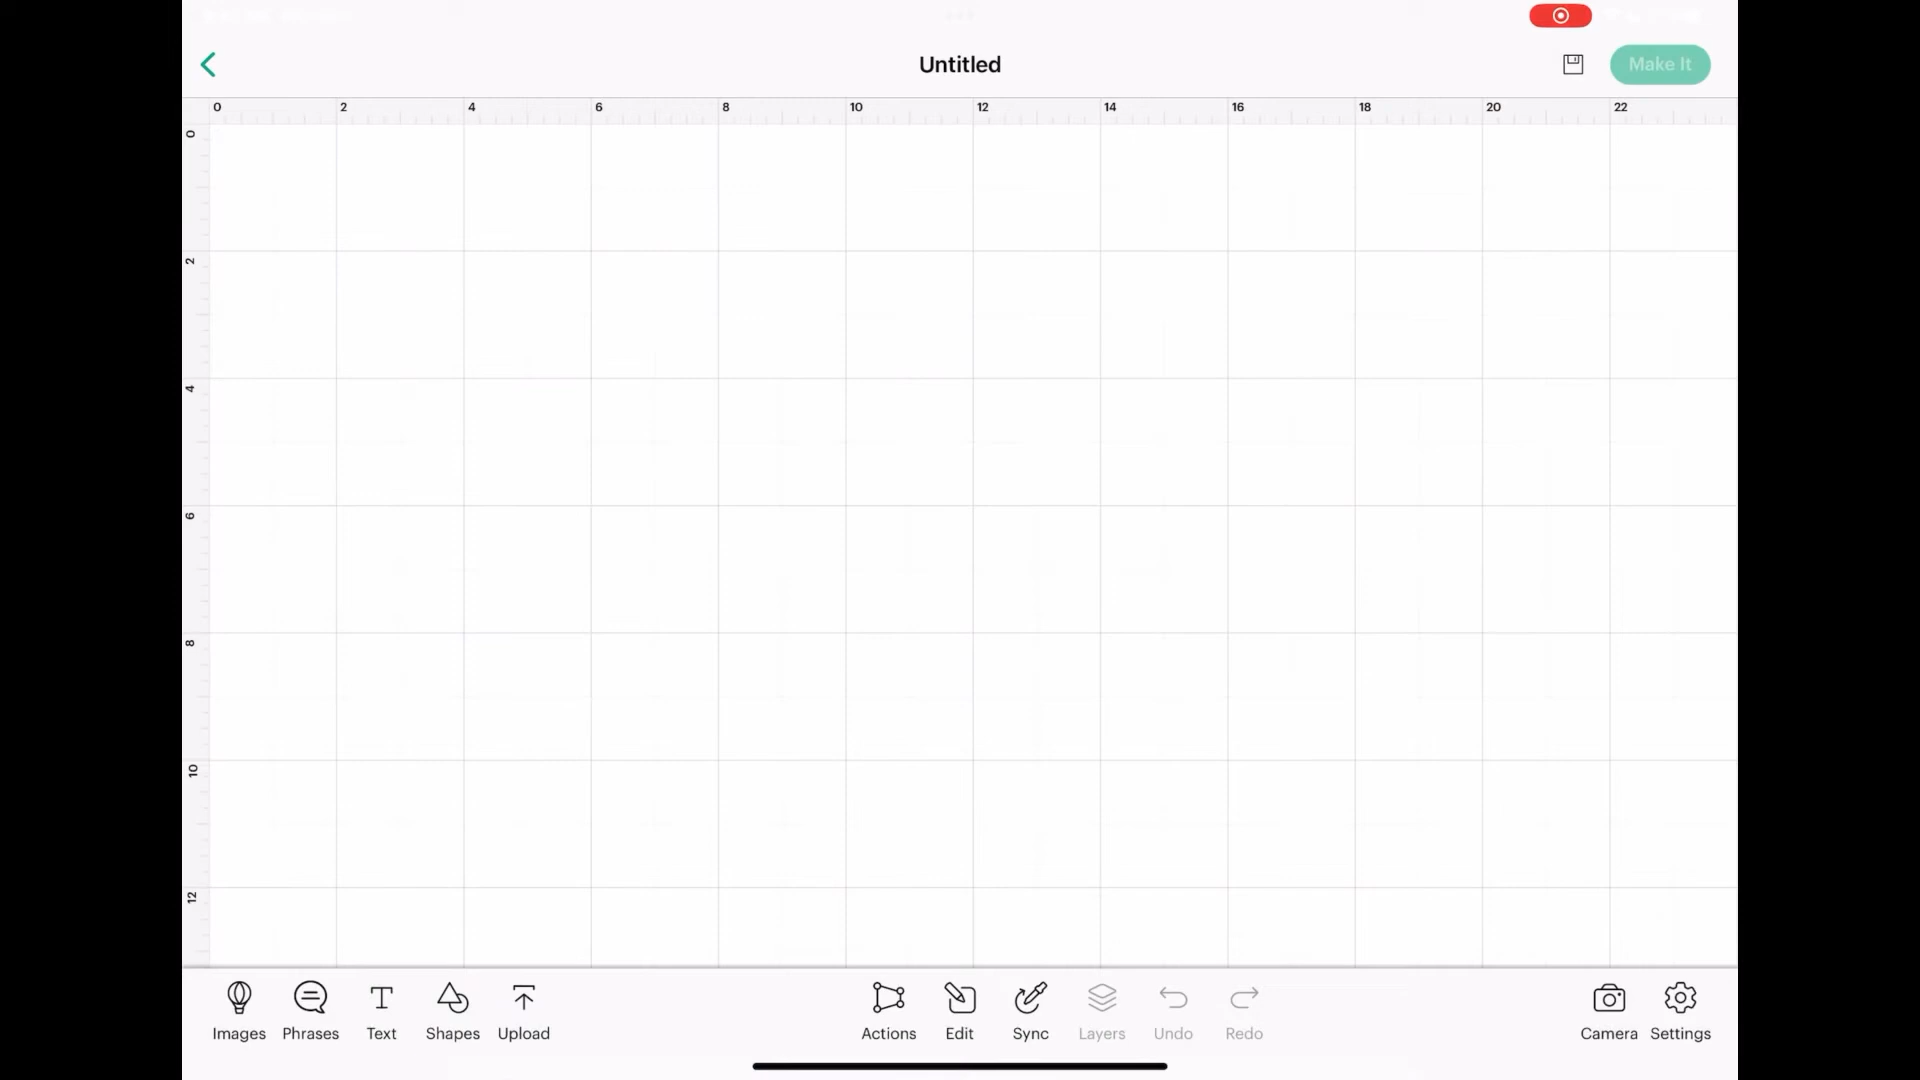 Untitled
Make It
0 2 4 6 8 10 12 14 16 18 20 22
0
2
4
6
8
10
12
Images Phrases Text Shapes Upload Actions Edit Sync Layers Undo Redo Camera Settings